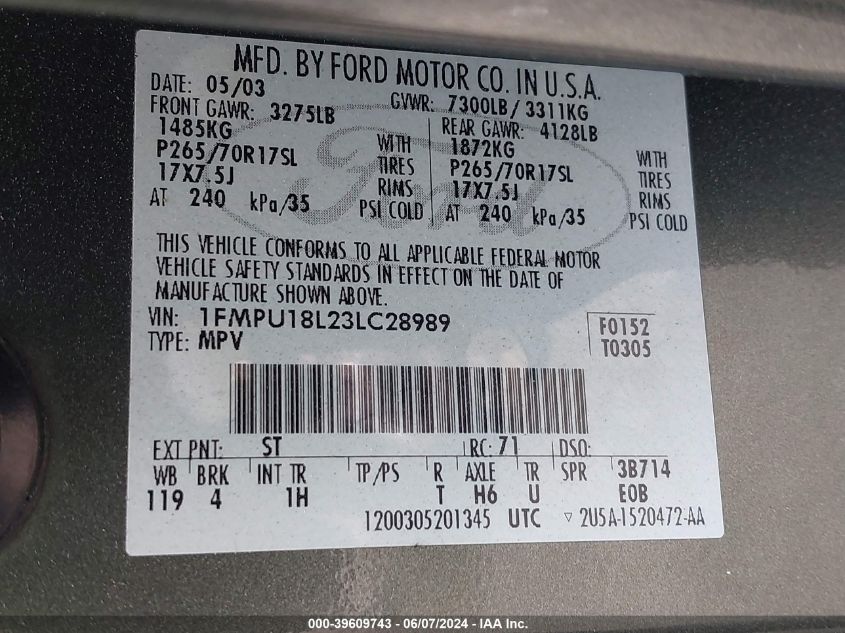 MFD. BY FORD MOTOR CO. IN U.S.A.
DATE: 05/03 GVWR: 7300LB/ 3311KG
FRONT GAWR: 3275LB REAR GAWR: 4128LB
1485KG WITH 1872KG WITH
P265/70R17SL TIRES P265/70R17SL TIRES
17X7.5J RIMS 17X7.5J RIMS
AT 240 kPa/35 PSI COLD AT 240 kPa/35 PSI COLD
Ford
THIS VEHICLE CONFORMS TO ALL APPLICABLE FEDERAL MOTOR
VEHICLE SAFETY STANDARDS IN EFFECT ON THE DATE OF
MANUFACTURE SHOWN ABOVE.
VIN: 1FMPU18L23LC28989 F0152
TYPE: MPV T0305
EXT PNT: ST RC: 71 DSO:
WB BRK INT TR TP/PS R AXLE TR SPR 3B714
119 4 1H T H6 U EOB
1200305201345 UTC ▽ 2U5A-1520472-AA
000-39609743 - 06/07/2024 - IAA Inc.